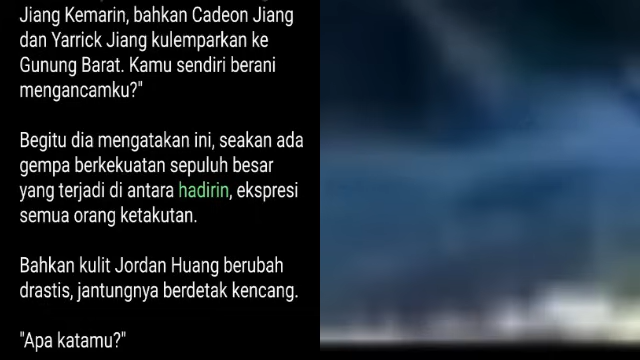 Jiang Kemarin, bahkan Cadeon Jiang
dan Yarrick Jiang kulemparkan ke
Gunung Barat. Kamu sendiri berani
mengancamku?"
Begitu dia mengatakan ini, seakan ada
gempa berkekuatan sepuluh besar
yang terjadi di antara hadirin, ekspresi
semua orang ketakutan.
Bahkan kulit Jordan Huang berubah
drastis, jantungnya berdetak kencang.
"Apa katamu?"